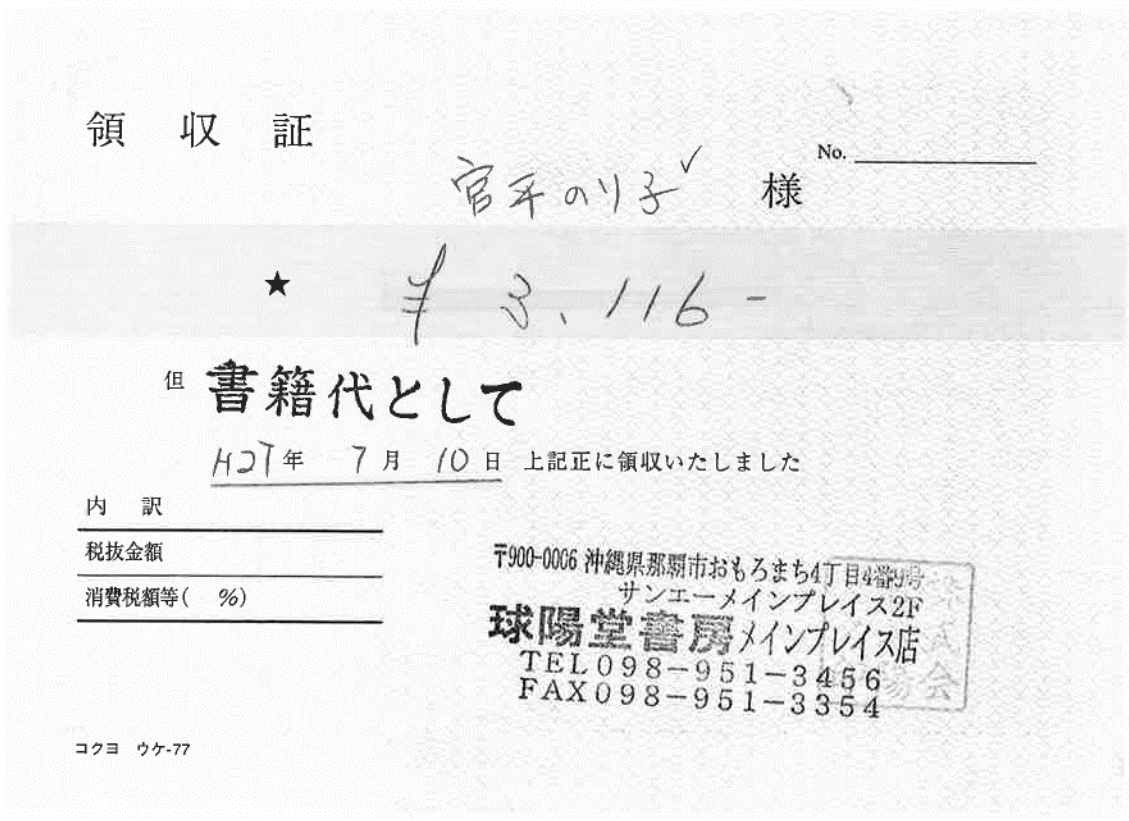 領 収 証
No.
宮平のり子 様
★ ¥ 3,116-
但 書籍代として
H27年 7月 10日 上記正に領収いたしました
内 訳
税抜金額
消費税額等( %)
〒900-0006 沖縄県那覇市おもろまち4丁目4番9号
サンエーメインプレイス2F
球陽堂書房メインプレイス店
TEL098-951-3456
FAX098-951-3354
コクヨ ウケ-77